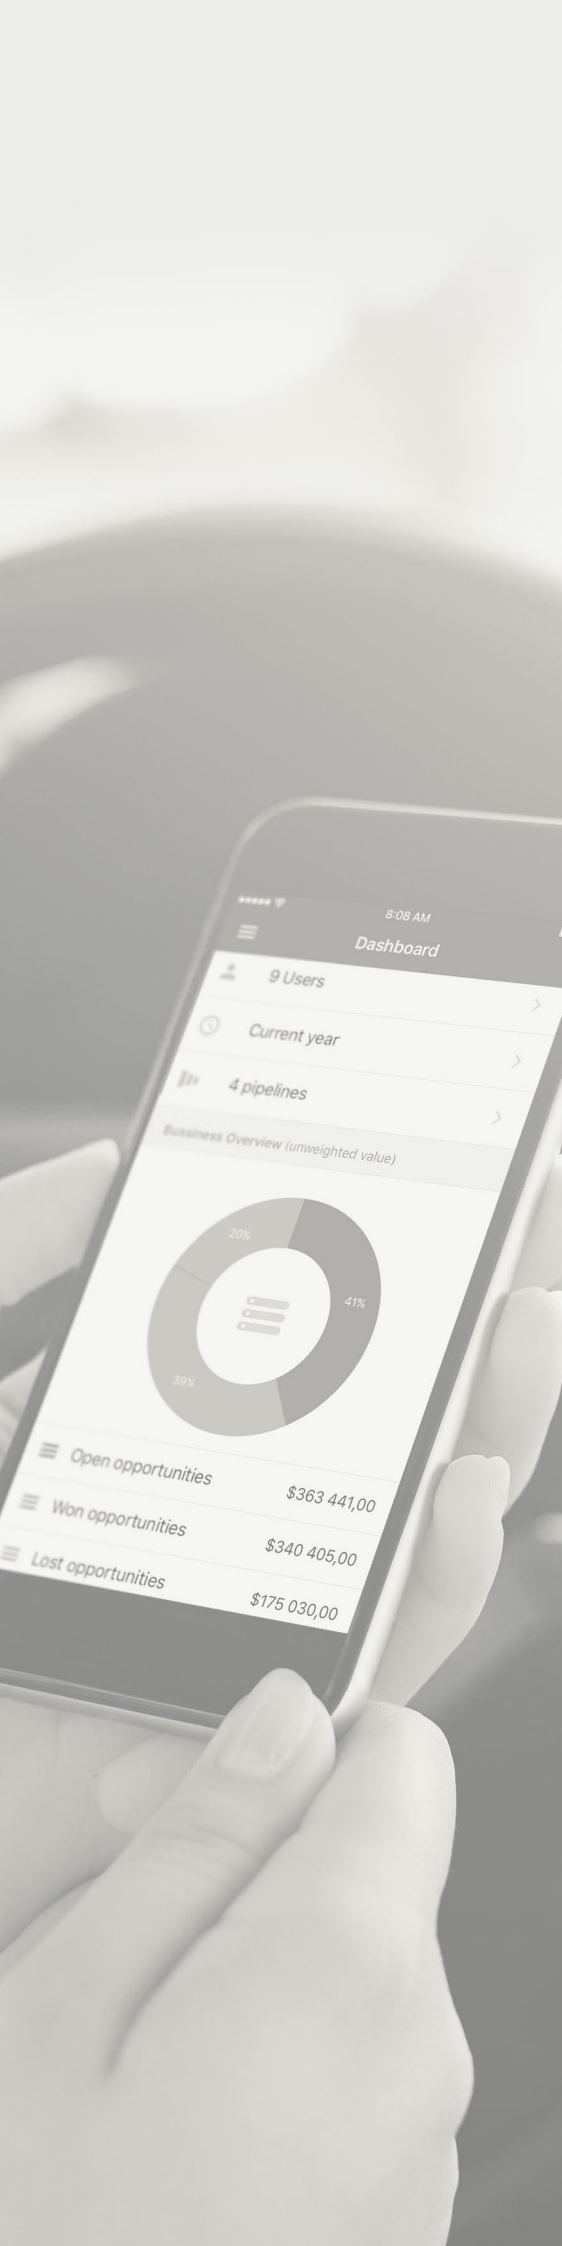 8:08 AM
Dashboard
9 Users
Current year
4 pipelines
Bussiness Overview (unweighted value)
20%
41%
39%
Open opportunities $363 441,00
Won opportunities $340 405,00
Lost opportunities $175 030,00